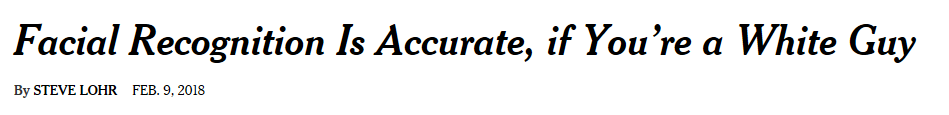 Facial Recognition Is Accurate, if You’re a White Guy
By STEVE LOHR FEB. 9, 2018